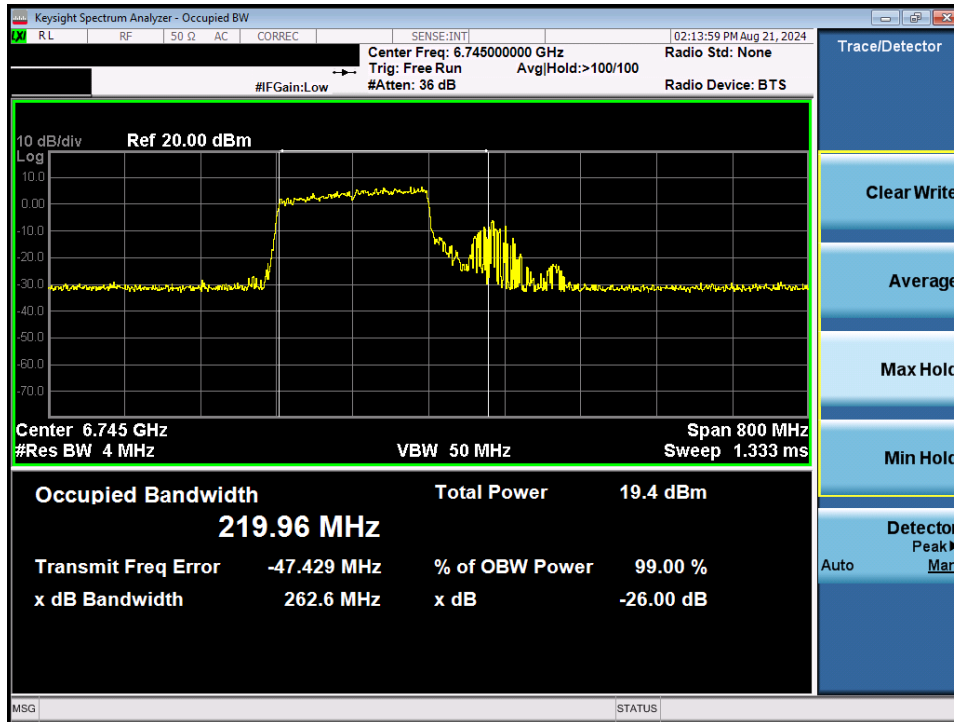 Keysight Spectrum Analyzer - Occupied BW
LXI RL RF 50 Ω AC CORREC SENSE:INT 02:13:59 PM Aug 21, 2024
Center Freq: 6.745000000 GHz Radio Std: None
Trig: Free Run Avg|Hold:>100/100
#IFGain:Low #Atten: 36 dB Radio Device: BTS
10 dB/div Ref 20.00 dBm
Log
10.0
0.00
-10.0
-20.0
-30.0
-40.0
-50.0
-60.0
-70.0
Center 6.745 GHz Span 800 MHz
#Res BW 4 MHz VBW 50 MHz Sweep 1.333 ms
Occupied Bandwidth Total Power 19.4 dBm
219.96 MHz
Transmit Freq Error -47.429 MHz % of OBW Power 99.00 %
x dB Bandwidth 262.6 MHz x dB -26.00 dB
MSG STATUS
Trace/Detector
Clear Write
Average
Max Hold
Min Hold
Detector
Peak
Auto Man